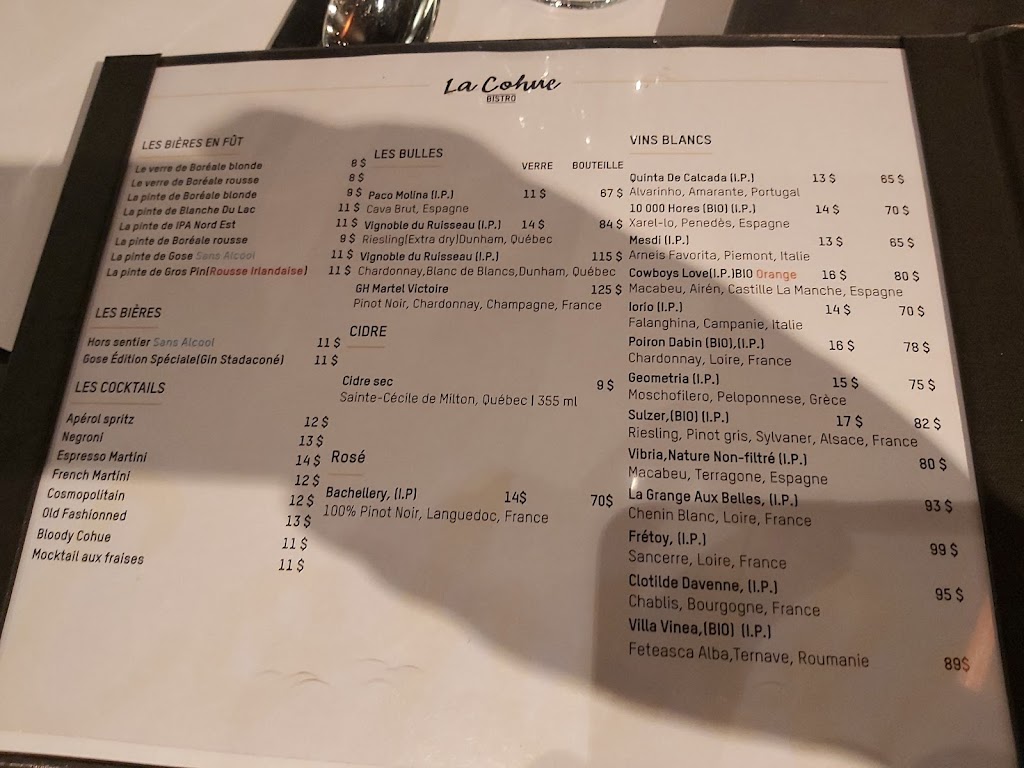 La Cohue
BISTRO
LES BIÈRES EN FÛT
Le verre de Boréale blonde 8 $
Le verre de Boréale rousse 8 $
La pinte de Boréale blonde 9 $
La pinte de Blanche Du Lac 11 $
La pinte de IPA Nord Est 11 $
La pinte de Boréale rousse 9 $
La pinte de Gose Sans Alcool 11 $
La pinte de Gros Pin(Rousse Irlandaise) 11 $
LES BIÈRES
Hors sentier Sans Alcool 11 $
Gose Édition Spéciale(Gin Stadaconé) 11 $
LES COCKTAILS
Apérol spritz 12 $
Negroni 13 $
Espresso Martini 14 $
French Martini 12 $
Cosmopolitain 12 $
Old Fashionned 13 $
Bloody Cohue 11 $
Mocktail aux fraises 11 $
LES BULLES
VERRE BOUTEILLE
Paco Molina (I.P.) 11 $ 67 $
Cava Brut, Espagne
Vignoble du Ruisseau (I.P.) 14 $ 84 $
Riesling(Extra dry)Dunham, Québec
Vignoble du Ruisseau (I.P.) 115 $
Chardonnay,Blanc de Blancs,Dunham, Québec
GH Martel Victoire 125 $
Pinot Noir, Chardonnay, Champagne, France
CIDRE
Cidre sec 9 $
Sainte-Cécile de Milton, Québec | 355 ml
Rosé
Bachellery, (I.P) 14$ 70$
100% Pinot Noir, Languedoc, France
VINS BLANCS
Quinta De Calcada (I.P.) 13 $ 65 $
Alvarinho, Amarante, Portugal
10 000 Hores (BIO) (I.P.) 14 $ 70 $
Xarel-lo, Penedès, Espagne
Mesdi (I.P.) 13 $ 65 $
Arneis Favorita, Piemont, Italie
Cowboys Love(I.P.)BIO Orange 16 $ 80 $
Macabeu, Airén, Castille La Manche, Espagne
Iorio (I.P.) 14 $ 70 $
Falanghina, Campanie, Italie
Poiron Dabin (BIO),(I.P.) 16 $ 78 $
Chardonnay, Loire, France
Geometria (I.P.) 15 $ 75 $
Moschofilero, Peloponnese, Grèce
Sulzer,(BIO) (I.P.) 17 $ 82 $
Riesling, Pinot gris, Sylvaner, Alsace, France
Vibria,Nature Non-filtré (I.P.) 80 $
Macabeu, Terragone, Espagne
La Grange Aux Belles, (I.P.) 93 $
Chenin Blanc, Loire, France
Frétoy, (I.P.) 99 $
Sancerre, Loire, France
Clotilde Davenne, (I.P.) 95 $
Chablis, Bourgogne, France
Villa Vinea,(BIO) (I.P.)
Feteasca Alba,Ternave, Roumanie 89$